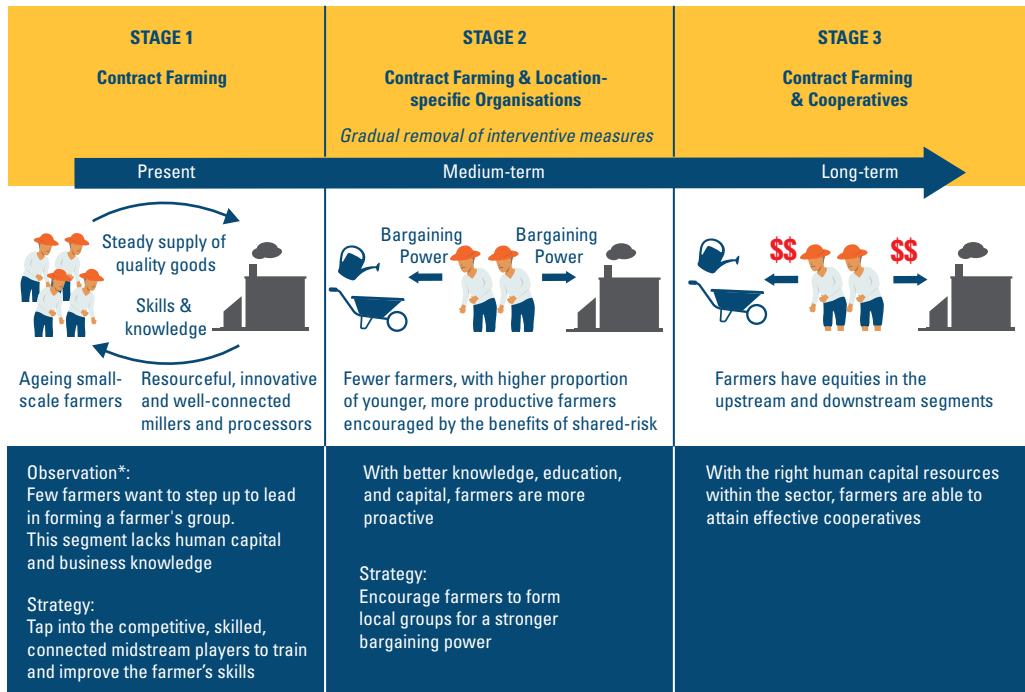 STAGE 1
Contract Farming
STAGE 2
Contract Farming & Location-
specific Organisations
Gradual removal of interventive measures
STAGE 3
Contract Farming
& Cooperatives
Present
Medium-term
Long-term
Steady supply of
quality goods
Skills &
knowledge
Ageing small-
scale farmers
Resourceful, innovative
and well-connected
millers and processors
Bargaining
Power
Bargaining
Power
Fewer farmers, with higher proportion
of younger, more productive farmers
encouraged by the benefits of shared-risk
$$
$$
Farmers have equities in the
upstream and downstream segments
Observation*:
Few farmers want to step up to lead
in forming a farmer's group.
This segment lacks human capital
and business knowledge
Strategy:
Tap into the competitive, skilled,
connected midstream players to train
and improve the farmer’s skills
With better knowledge, education,
and capital, farmers are more
proactive
Strategy:
Encourage farmers to form
local groups for a stronger
bargaining power
With the right human capital resources
within the sector, farmers are able to
attain effective cooperatives